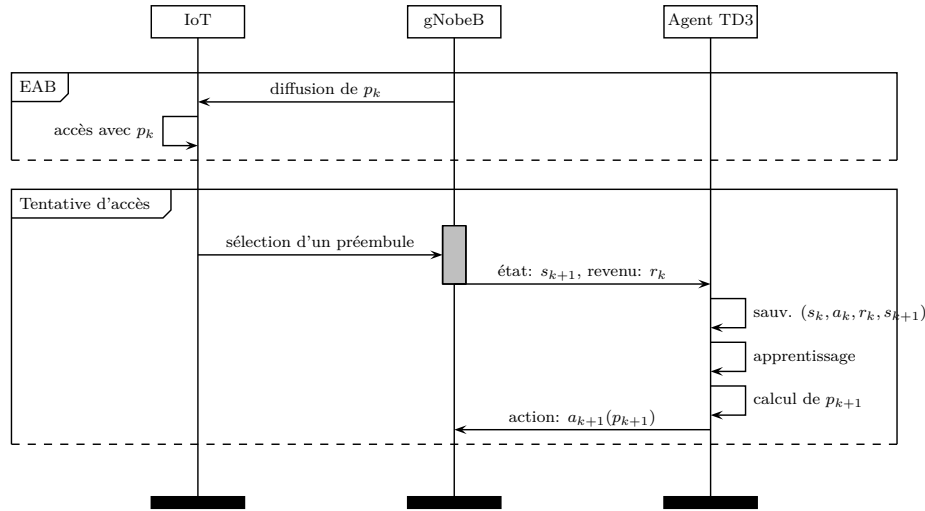 IoT
gNobeB
Agent TD3
EAB
diffusion de $p_k$
accès avec $p_k$
Tentative d'accès
sélection d'un préembule
état: $s_{k+1}$, revenu: $r_k$
sauv. $(s_k, a_k, r_k, s_{k+1})$
apprentissage
calcul de $p_{k+1}$
action: $a_{k+1}(p_{k+1})$